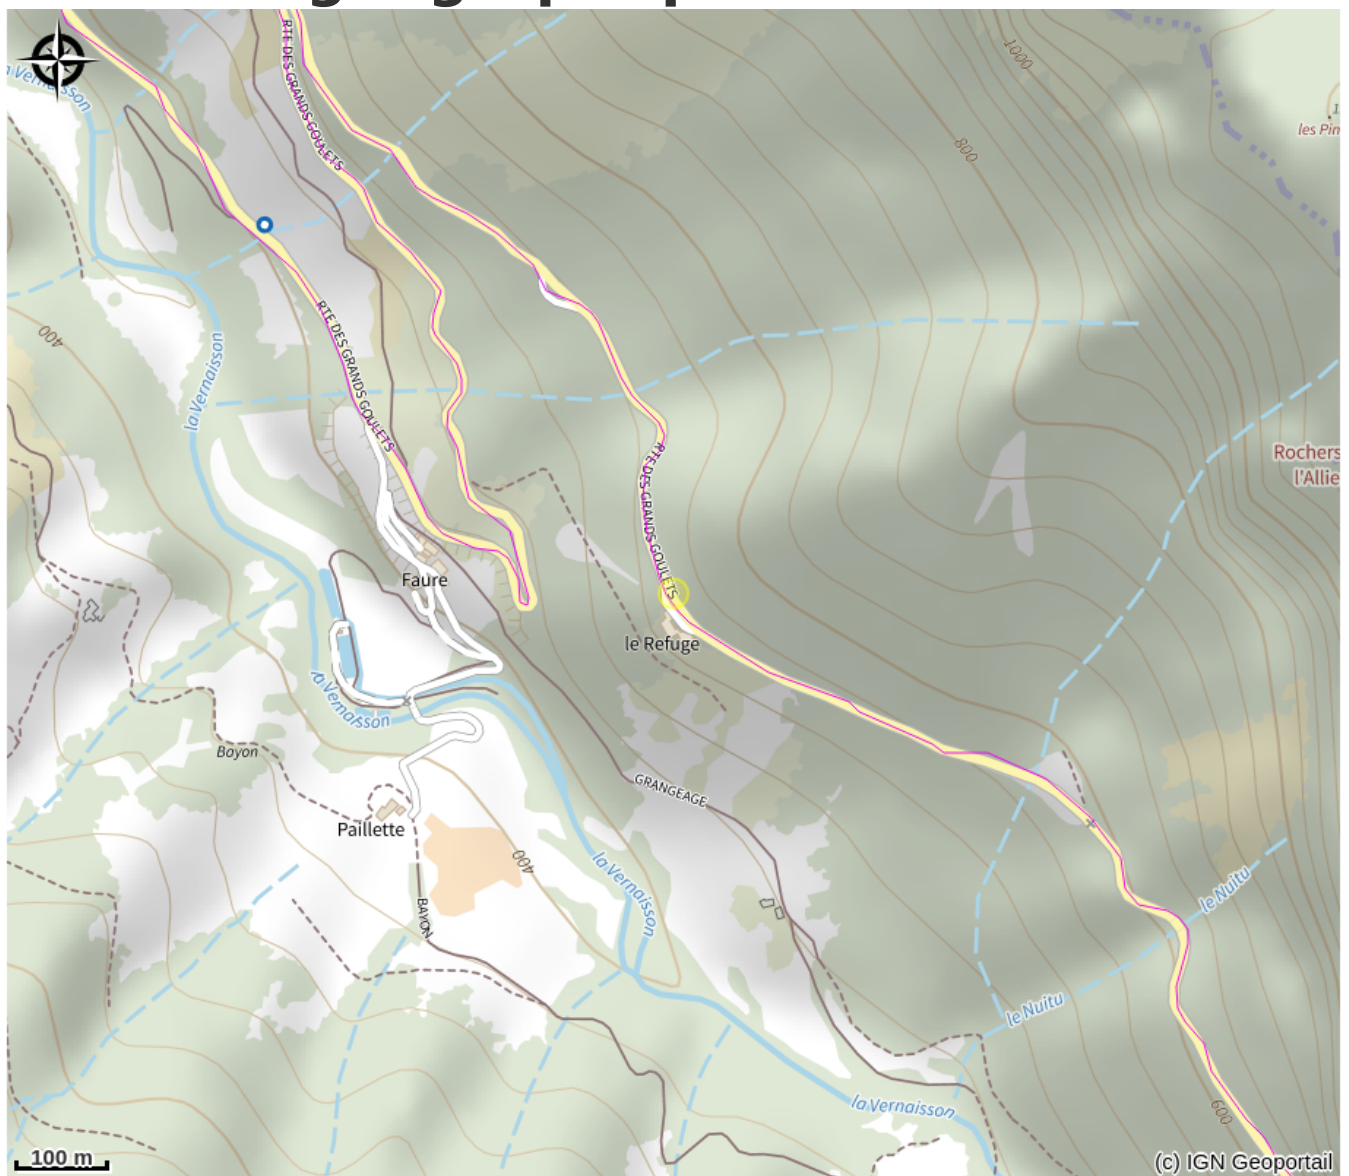 la Vernaisson
RTE DES GRANDS GOULETS
1000
800
les Pin
400
la Vernaisson
RTE DES GRANDS GOULETS
RTE DES GRANDS GOULETS
Rochers
l'Allie
Faure
le Refuge
la Vernaisson
Bayon
GRANGEAGE
Paillette
400
la Vernaisson
BAYON
le Nuitu
le Nuitu
la Vernaisson
600
100 m
(c) IGN Geoportail